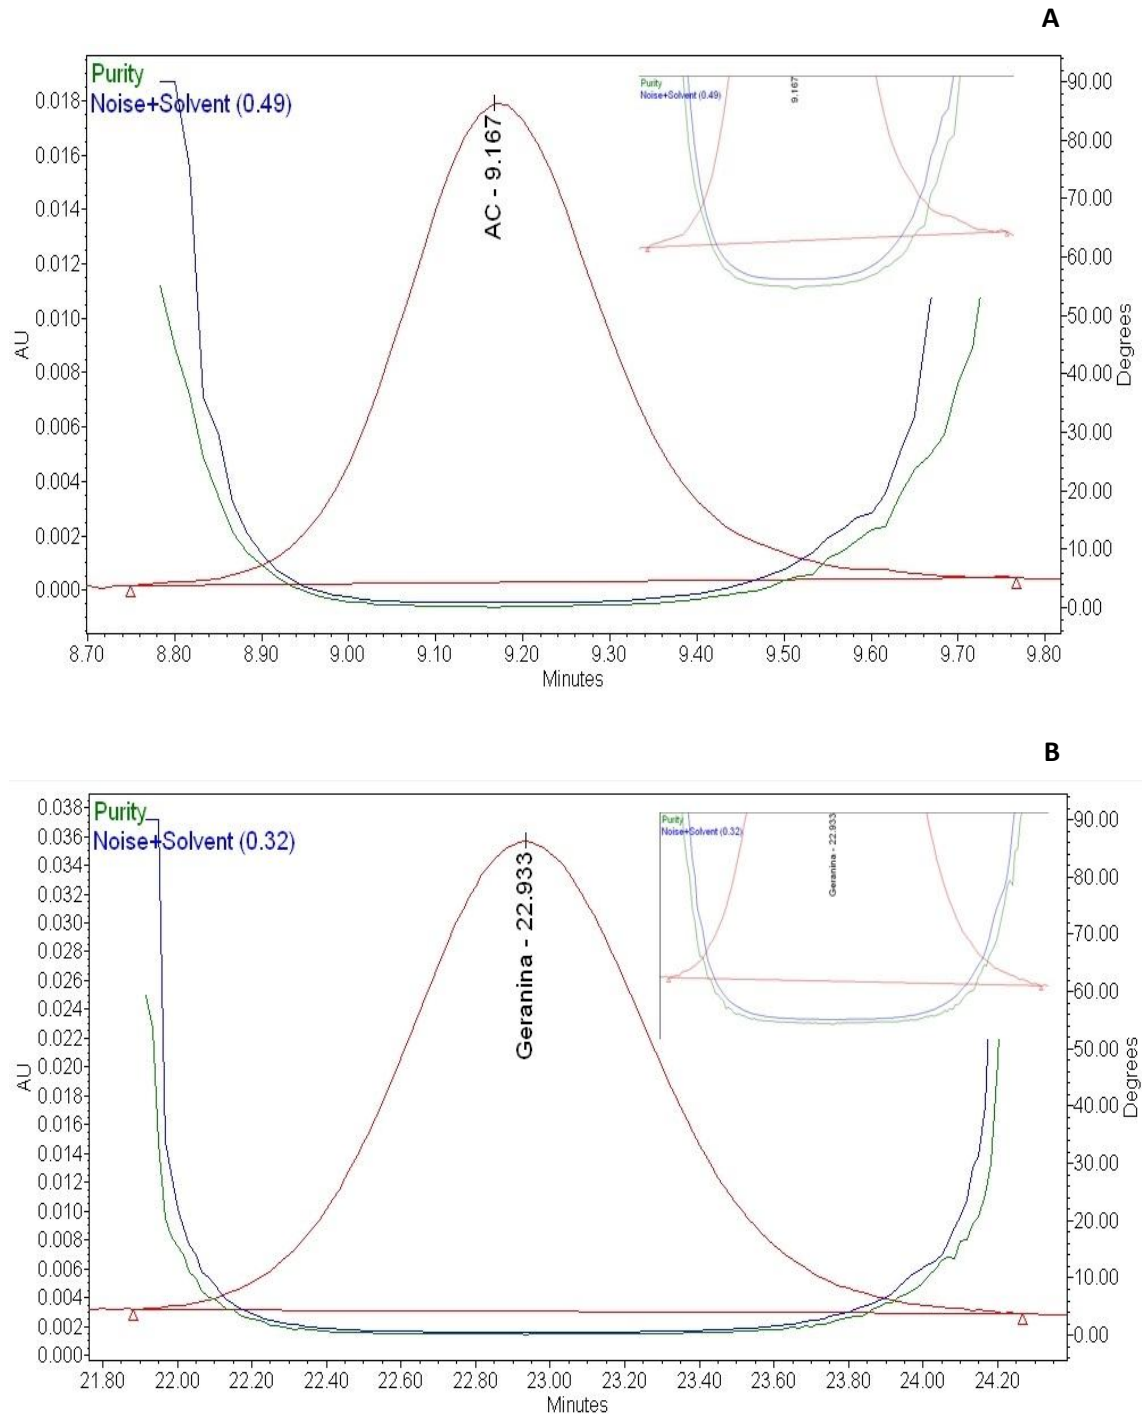 A
Purity
Noise+Solvent (0.49)
AC - 9.167
Purity
Noise+Solvent (0.49)
9.167
0.018
0.016
0.014
0.012
0.010
0.008
0.006
0.004
0.002
0.000
AU
90.00
80.00
70.00
60.00
50.00
40.00
30.00
20.00
10.00
0.00
Degrees
8.70 8.80 8.90 9.00 9.10 9.20 9.30 9.40 9.50 9.60 9.70 9.80
Minutes
B
Purity
Noise+Solvent (0.32)
Geranina - 22.933
Purity
Noise+Solvent (0.32)
Geranina - 22.933
0.038
0.036
0.034
0.032
0.030
0.028
0.026
0.024
0.022
0.020
0.018
0.016
0.014
0.012
0.010
0.008
0.006
0.004
0.002
0.000
AU
90.00
80.00
70.00
60.00
50.00
40.00
30.00
20.00
10.00
0.00
Degrees
21.80 22.00 22.20 22.40 22.60 22.80 23.00 23.20 23.40 23.60 23.80 24.00 24.20
Minutes